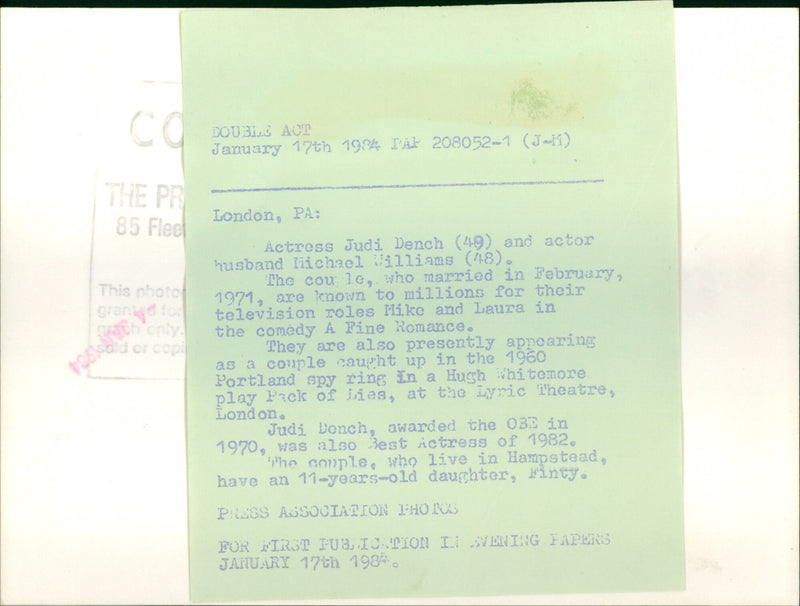 CO
THE PR
85 Flee
This photo
granted for
graph only.
sold or copi
DOUBLE ACT
January 17th 1984 PAP 208052-1 (J-M)
London, PA:
Actress Judi Dench (49) and actor
husband Michael Williams (48).
The couple, who married in February,
1971, are known to millions for their
television roles Mike and Laura in
the comedy A Fine Romance.
They are also presently appearing
as a couple caught up in the 1960
Portland spy ring In a Hugh Whitemore
play Pack of Lies, at the Lyric Theatre,
London.
Judi Dench, awarded the OBE in
1970, was also Best Actress of 1982.
The couple, who live in Hampstead,
have an 11-years-old daughter, Finty.
PRESS ASSOCIATION PHOTOS
FOR FIRST PUBLICATION IN EVENING PAPERS
JANUARY 17th 1984.